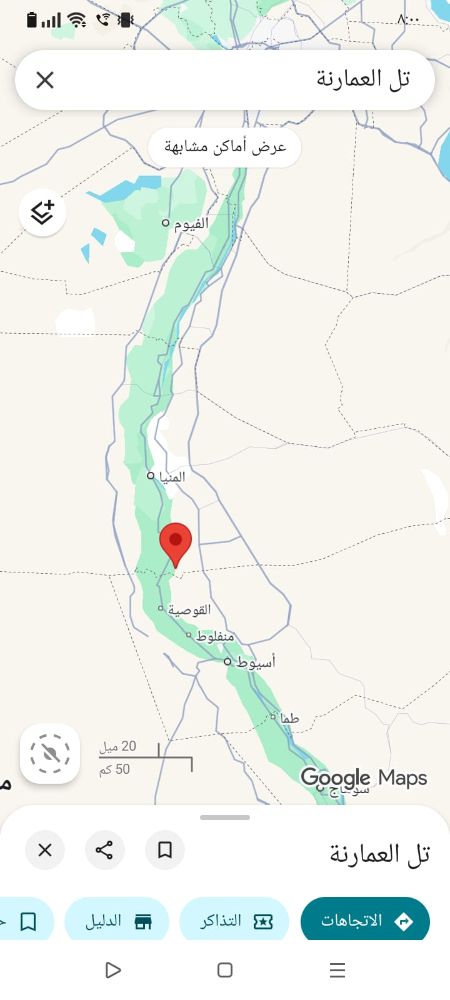 ٨:٠٠
تل العمارنة
عرض أماكن مشابهة
الفيوم
المنيا
القوصية
منفلوط
أسيوط
طما
20 ميل
50 كم
Google Maps
سوهاج
تل العمارنة
الاتجاهات
التذاكر
الدليل